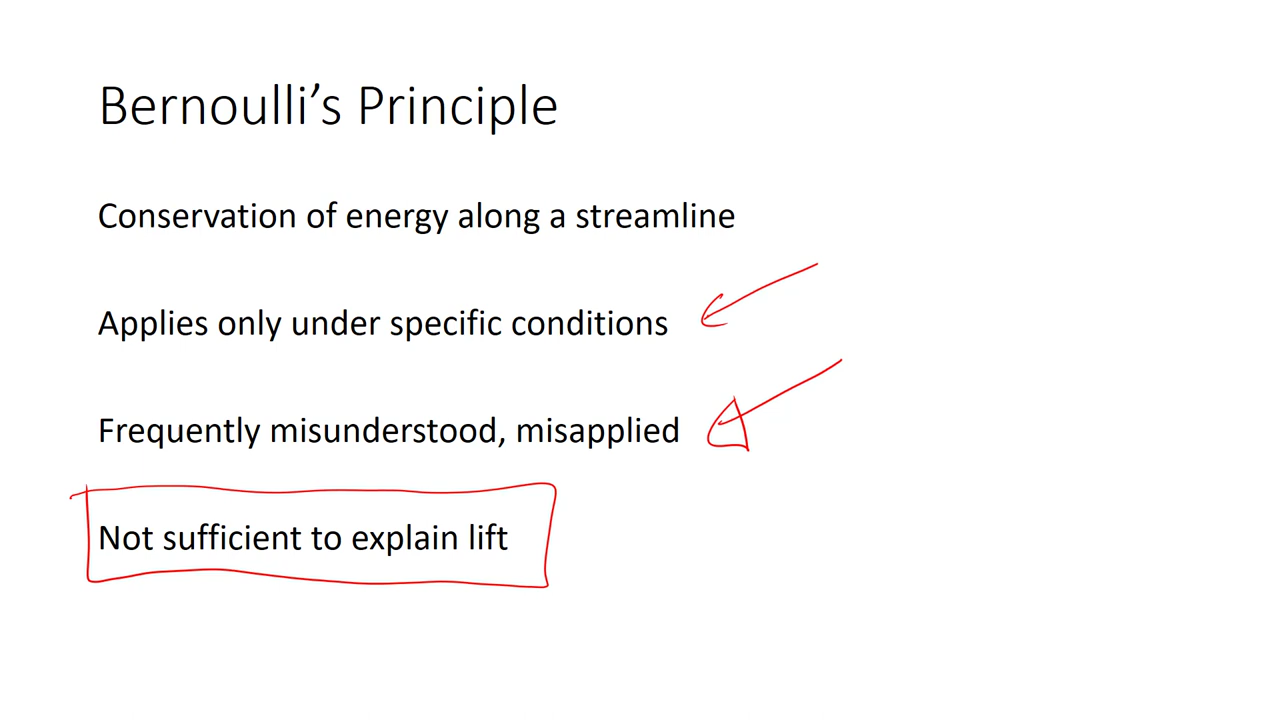 Bernoulli’s Principle
Conservation of energy along a streamline
Applies only under specific conditions
Frequently misunderstood, misapplied
Not sufficient to explain lift